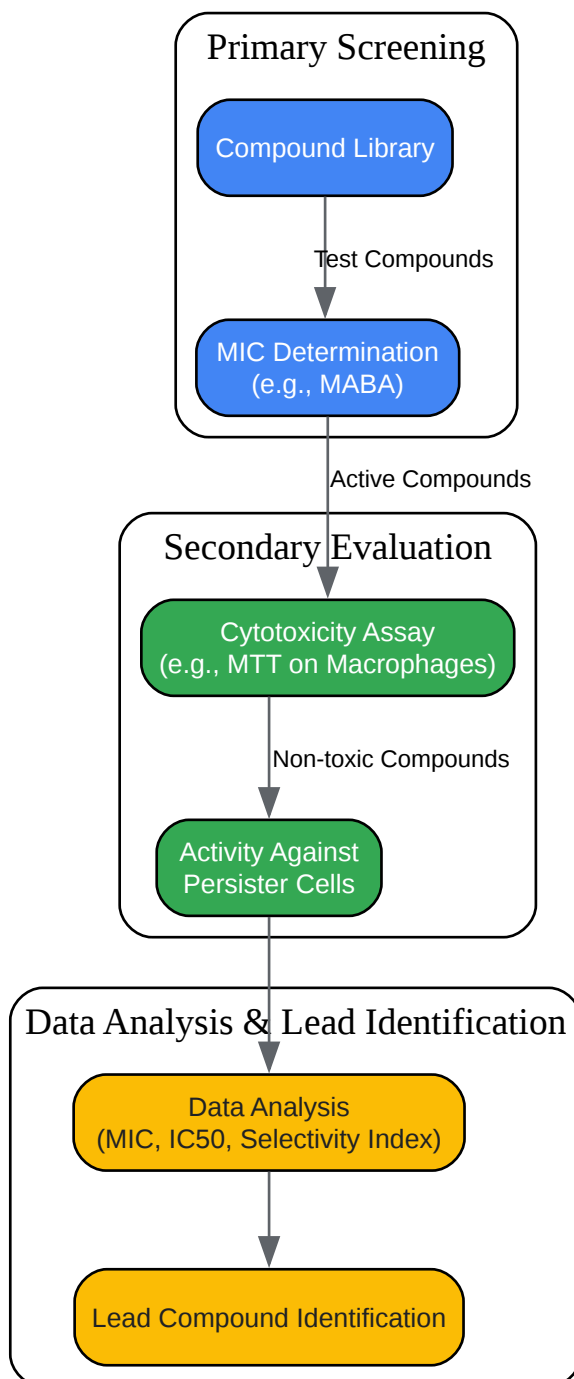 Primary Screening
Compound Library
Test Compounds
MIC Determination
(e.g., MABA)
Active Compounds
Secondary Evaluation
Cytotoxicity Assay
(e.g., MTT on Macrophages)
Non-toxic Compounds
Activity Against
Persister Cells
Data Analysis & Lead Identification
Data Analysis
(MIC, IC50, Selectivity Index)
Lead Compound Identification